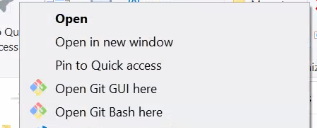 Open
Open in new window
Pin to Quick access
Open Git GUI here
Open Git Bash here